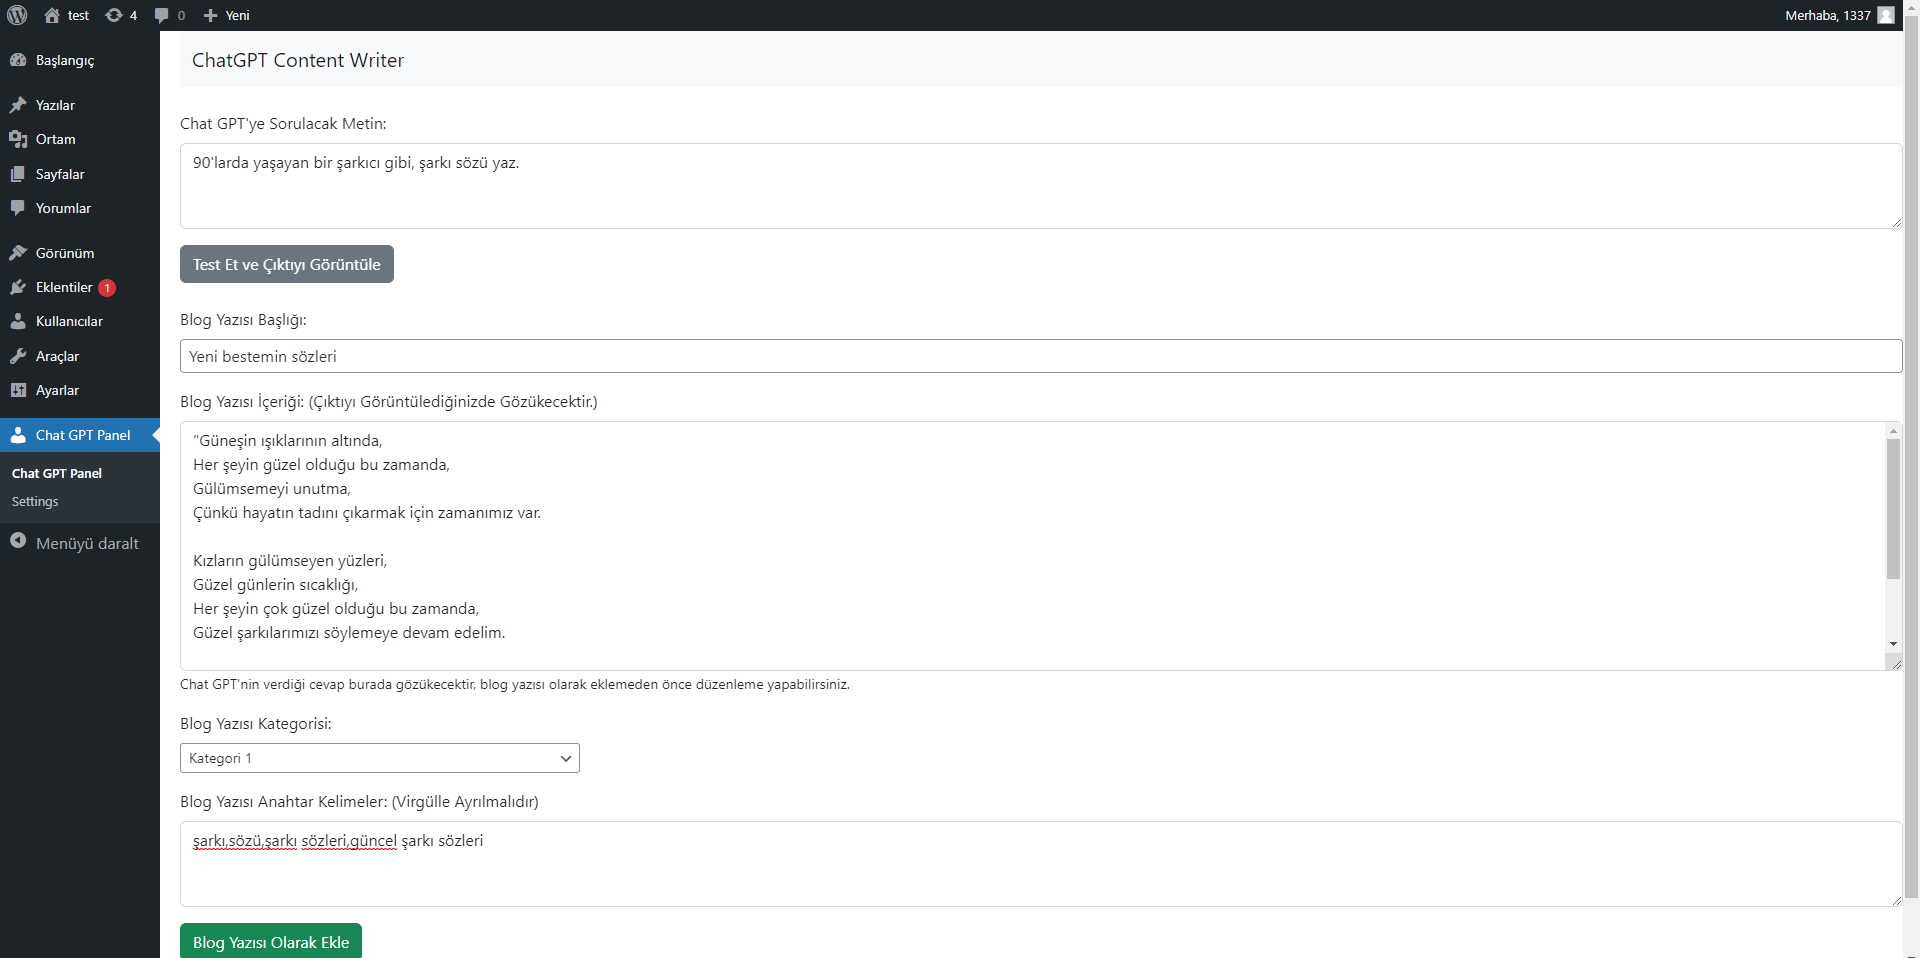 test 4 0 Yeni Merhaba, 1337
Başlangıç
Yazılar
Ortam
Sayfalar
Yorumlar
Görünüm
Eklentiler 1
Kullanıcılar
Araçlar
Ayarlar
Chat GPT Panel
Chat GPT Panel
Settings
Menüyü daralt
ChatGPT Content Writer
Chat GPT'ye Sorulacak Metin:
90'larda yaşayan bir şarkıcı gibi, şarkı sözü yaz.
Test Et ve Çıktıyı Görüntüle
Blog Yazısı Başlığı:
Yeni bestemin sözleri
Blog Yazısı İçeriği: (Çıktıyı Görüntülediğinizde Gözükecektir.)
"Güneşin ışıklarının altında,
Her şeyin güzel olduğu bu zamanda,
Gülümsemeyi unutma,
Çünkü hayatın tadını çıkarmak için zamanımız var.
Kızların gülümseyen yüzleri,
Güzel günlerin sıcaklığı,
Her şeyin çok güzel olduğu bu zamanda,
Güzel şarkılarımızı söylemeye devam edelim.
Chat GPT'nin verdiği cevap burada gözükecektir, blog yazısı olarak eklemeden önce düzenleme yapabilirsiniz.
Blog Yazısı Kategorisi:
Kategori 1
Blog Yazısı Anahtar Kelimeler: (Virgülle Ayrılmalıdır)
şarkı,sözü,şarkı sözleri,güncel şarkı sözleri
Blog Yazısı Olarak Ekle